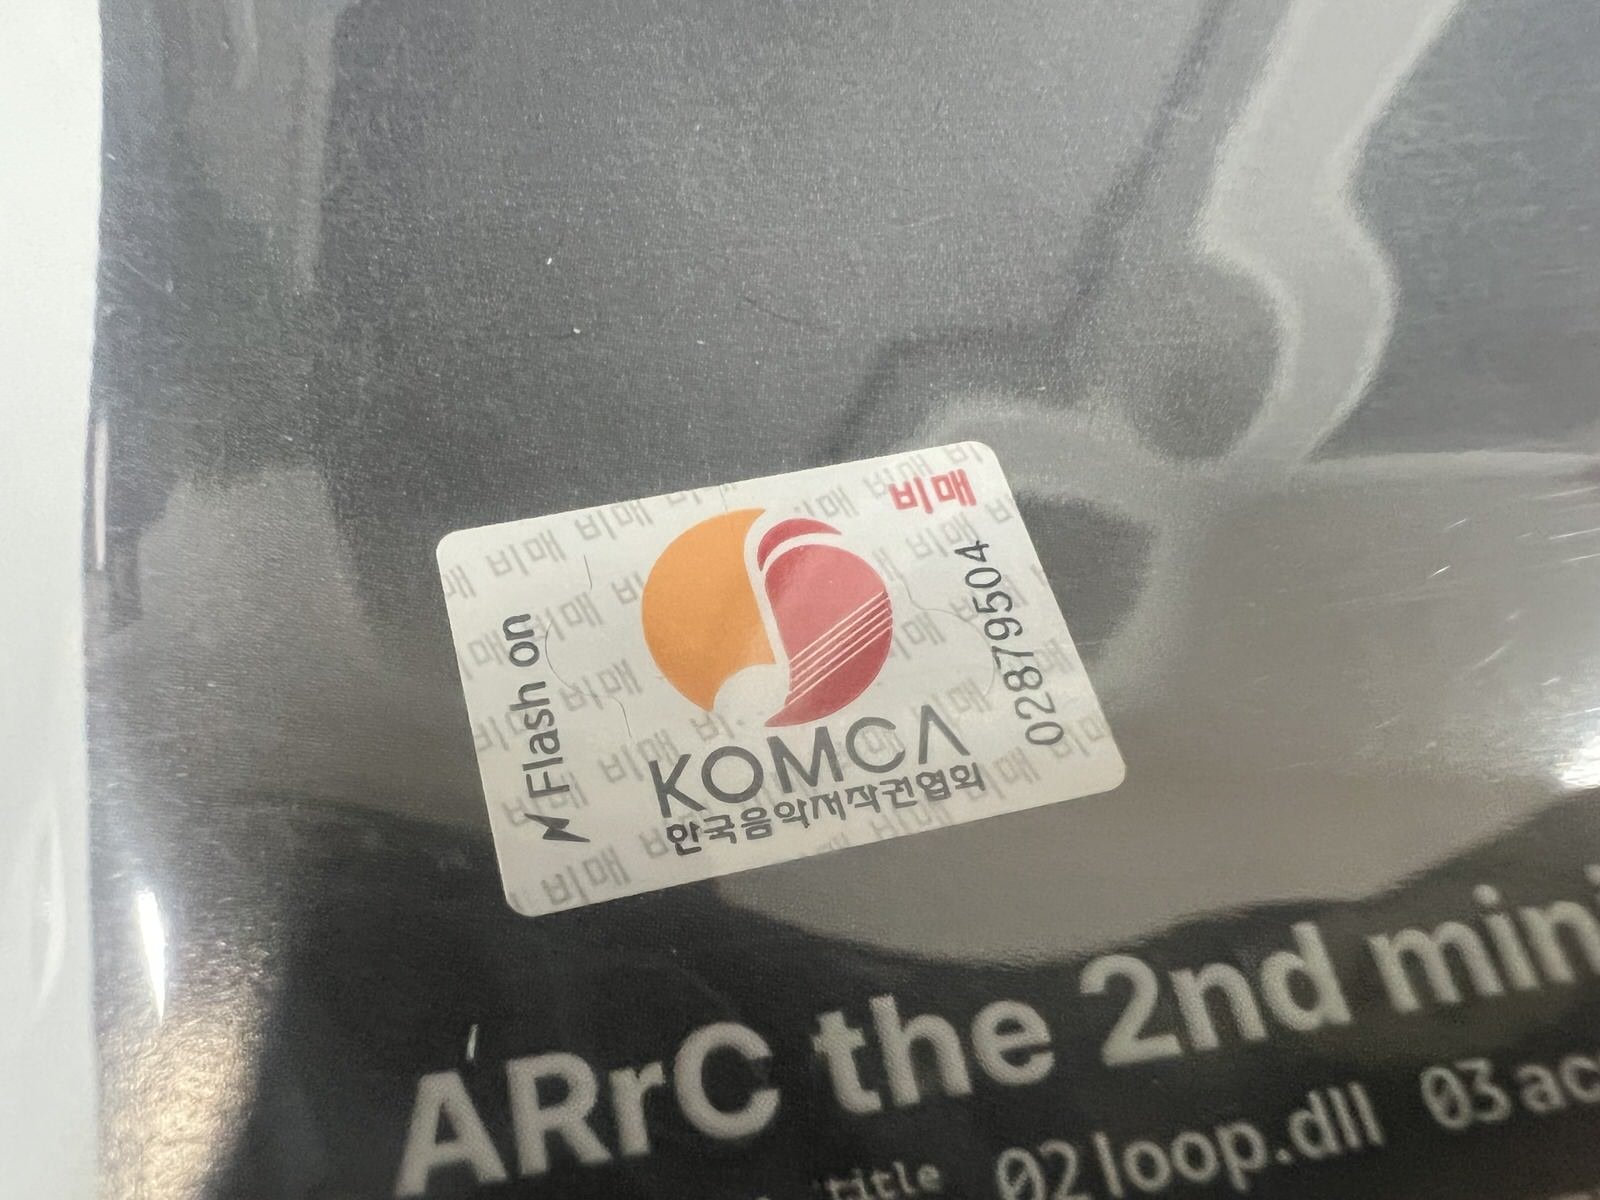 비매
Flash on
028795504
KOMCA
한국음악저작권협회
ARrC the 2nd mini
title
02 loop.dll
03